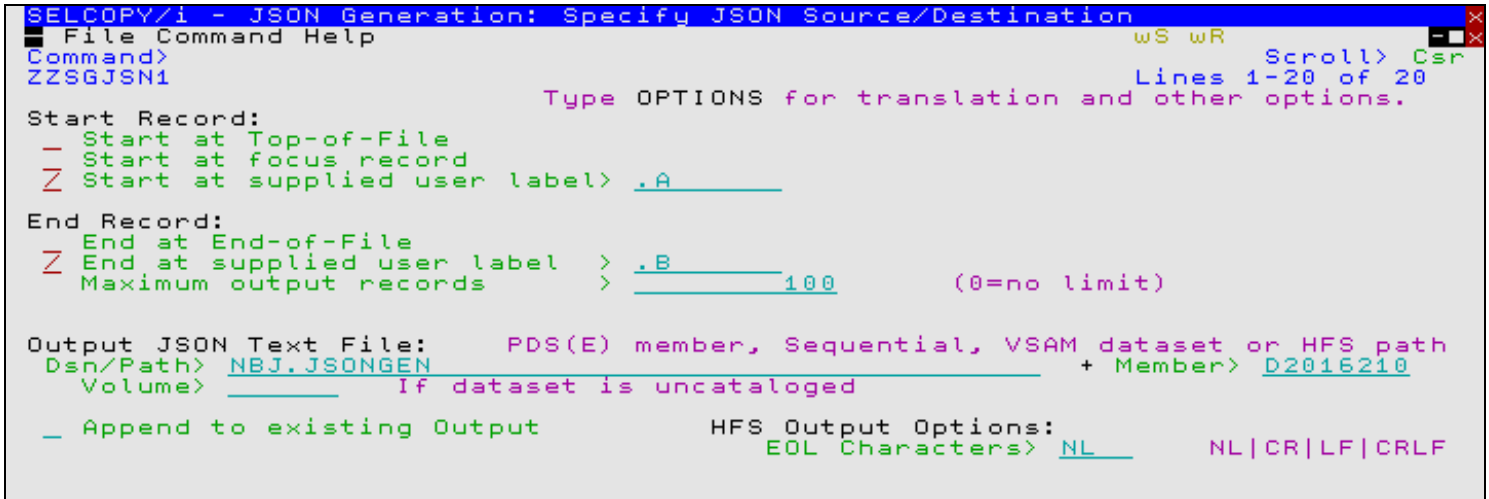 SELCOPY/i - JSON Generation: Specify JSON Source/Destination
File Command Help wS wR
Command> Scroll> Csr
ZZSGJSN1 Lines 1-20 of 20
Type OPTIONS for translation and other options.
Start Record:
_ Start at Top-of-File
Start at focus record
/ Start at supplied user label> .A
End Record:
End at End-of-File
/ End at supplied user label > .B
Maximum output records > 100 (0=no limit)
Output JSON Text File: PDS(E) member, Sequential, VSAM dataset or HFS path
Dsn/Path> NBJ.JSONGEN + Member> D2016210
Volume> If dataset is uncataloged
_ Append to existing Output HFS Output Options:
EOL Characters> NL NL|CR|LF|CRLF